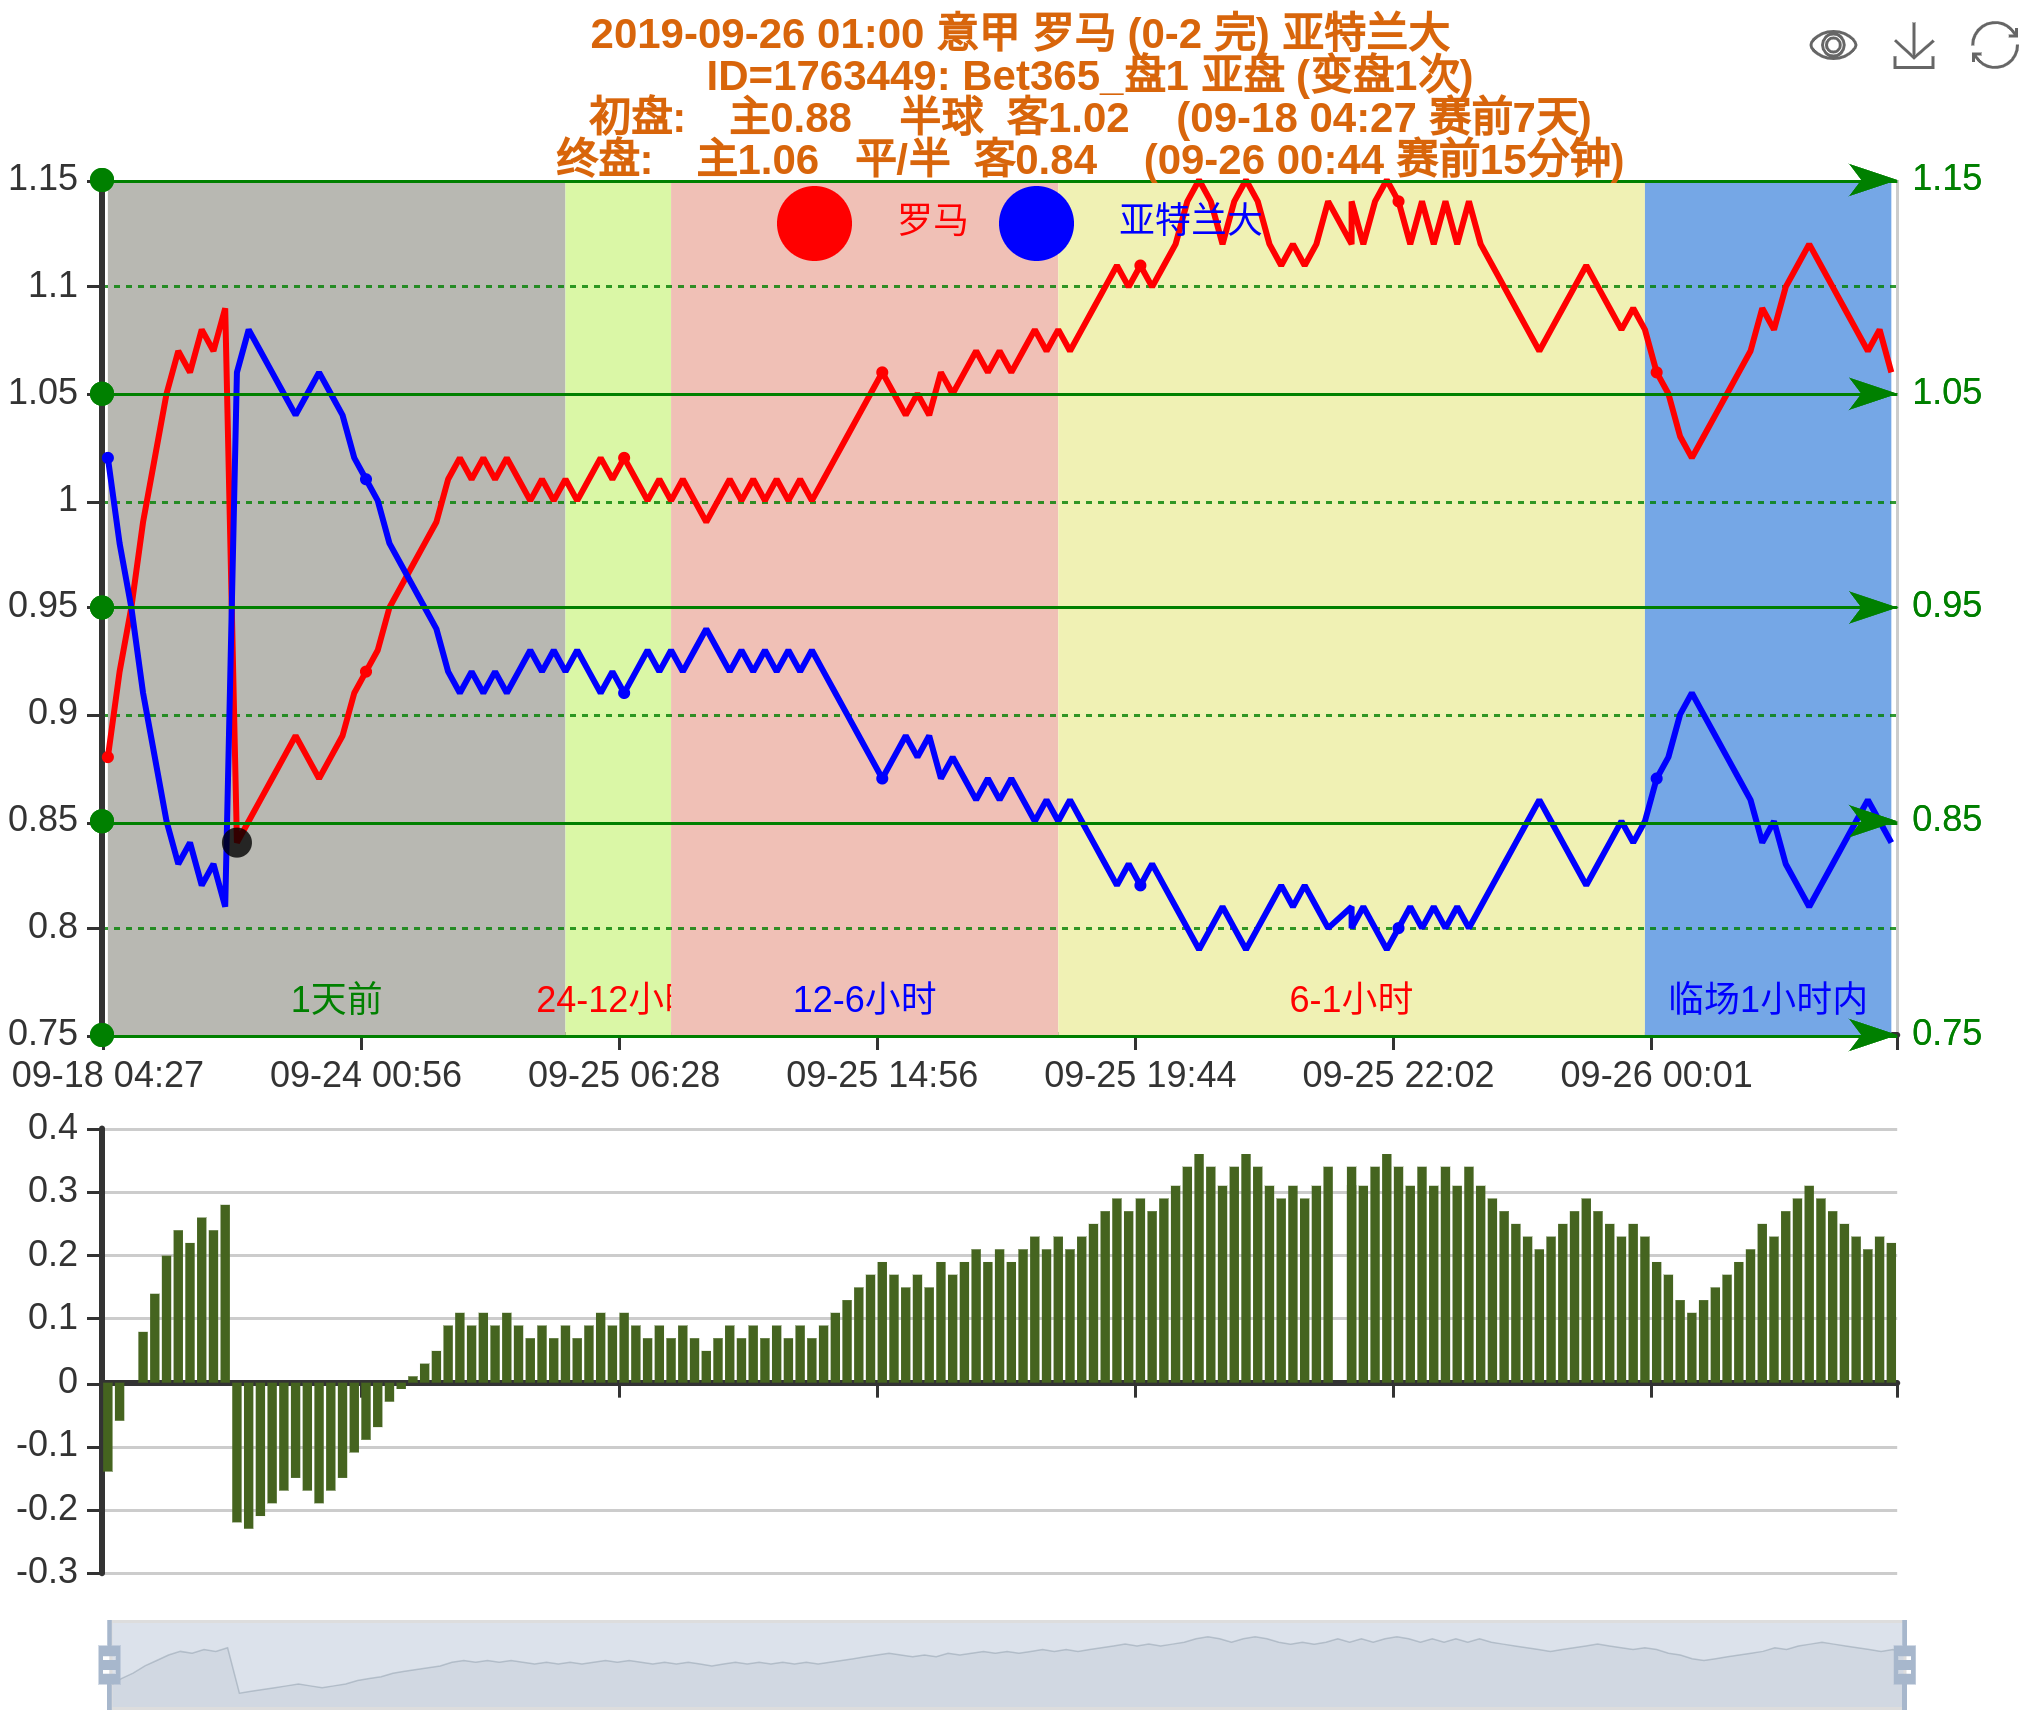 2019-09-26 01:00 意甲 罗马 (0-2 完) 亚特兰大
ID=1763449: Bet365_盘1 亚盘 (变盘1次)
初盘: 主0.88 半球 客1.02 (09-18 04:27 赛前7天)
终盘: 主1.06 平/半 客0.84 (09-26 00:44 赛前15分钟)
罗马 亚特兰大
1.15 1.15
1.1
1.05 1.05
1
0.95 0.95
0.9
0.85 0.85
0.8
1天前 24-12小时 12-6小时 6-1小时 临场1小时内
0.75 0.75
09-18 04:27 09-24 00:56 09-25 06:28 09-25 14:56 09-25 19:44 09-25 22:02 09-26 00:01
0.4
0.3
0.2
0.1
0
-0.1
-0.2
-0.3